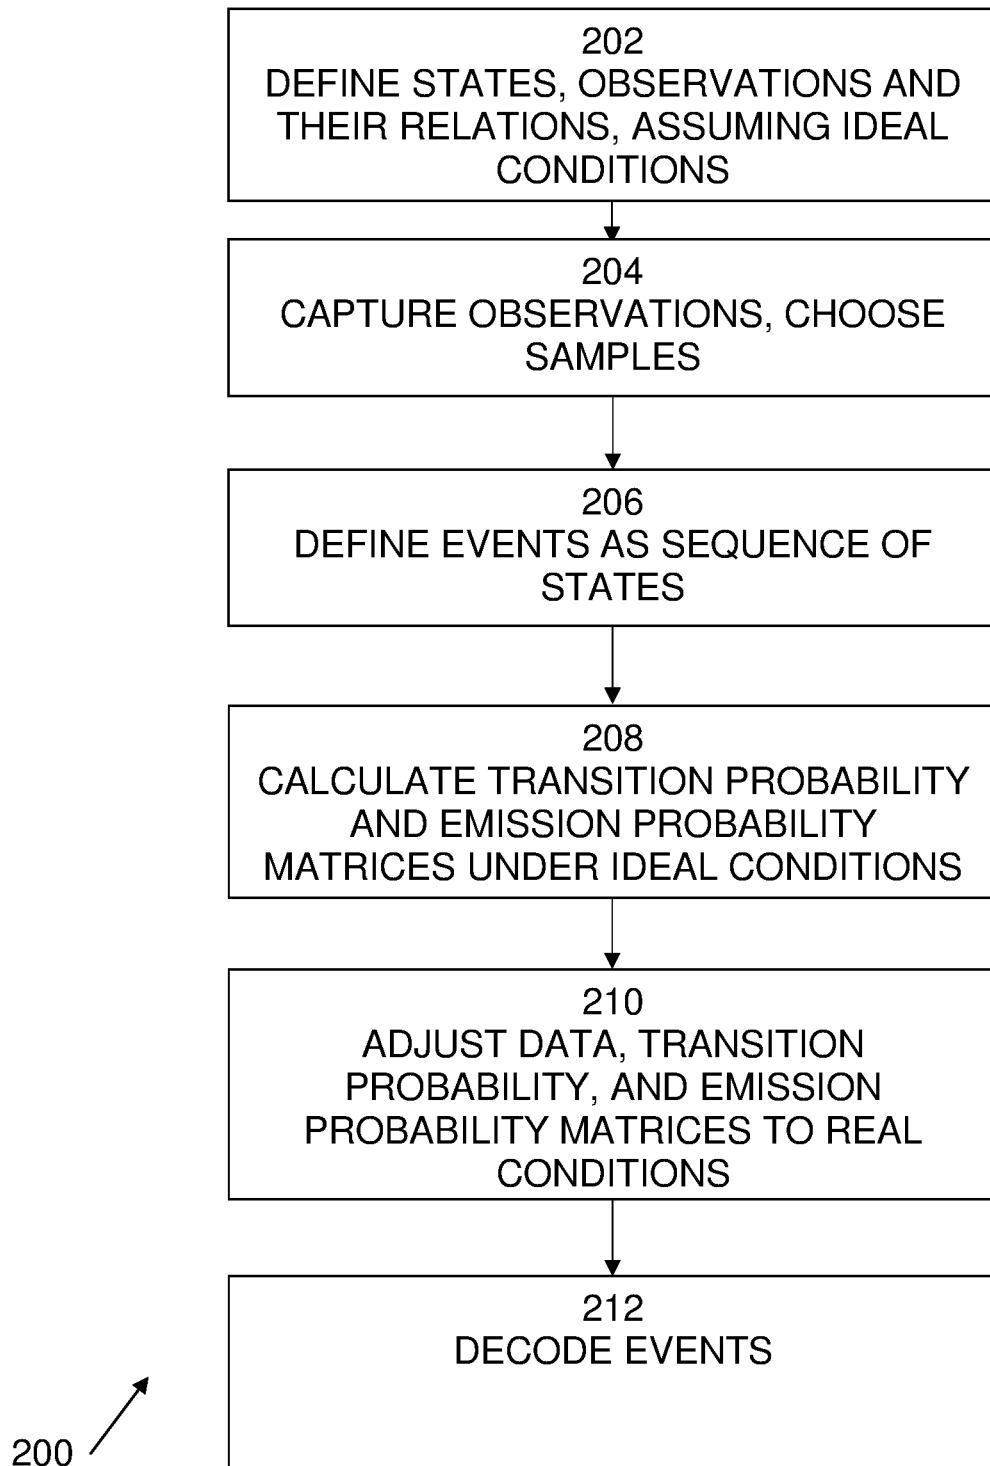 202
DEFINE STATES, OBSERVATIONS AND
THEIR RELATIONS, ASSUMING IDEAL
CONDITIONS
204
CAPTURE OBSERVATIONS, CHOOSE
SAMPLES
206
DEFINE EVENTS AS SEQUENCE OF
STATES
208
CALCULATE TRANSITION PROBABILITY
AND EMISSION PROBABILITY
MATRICES UNDER IDEAL CONDITIONS
210
ADJUST DATA, TRANSITION
PROBABILITY, AND EMISSION
PROBABILITY MATRICES TO REAL
CONDITIONS
212
DECODE EVENTS
200